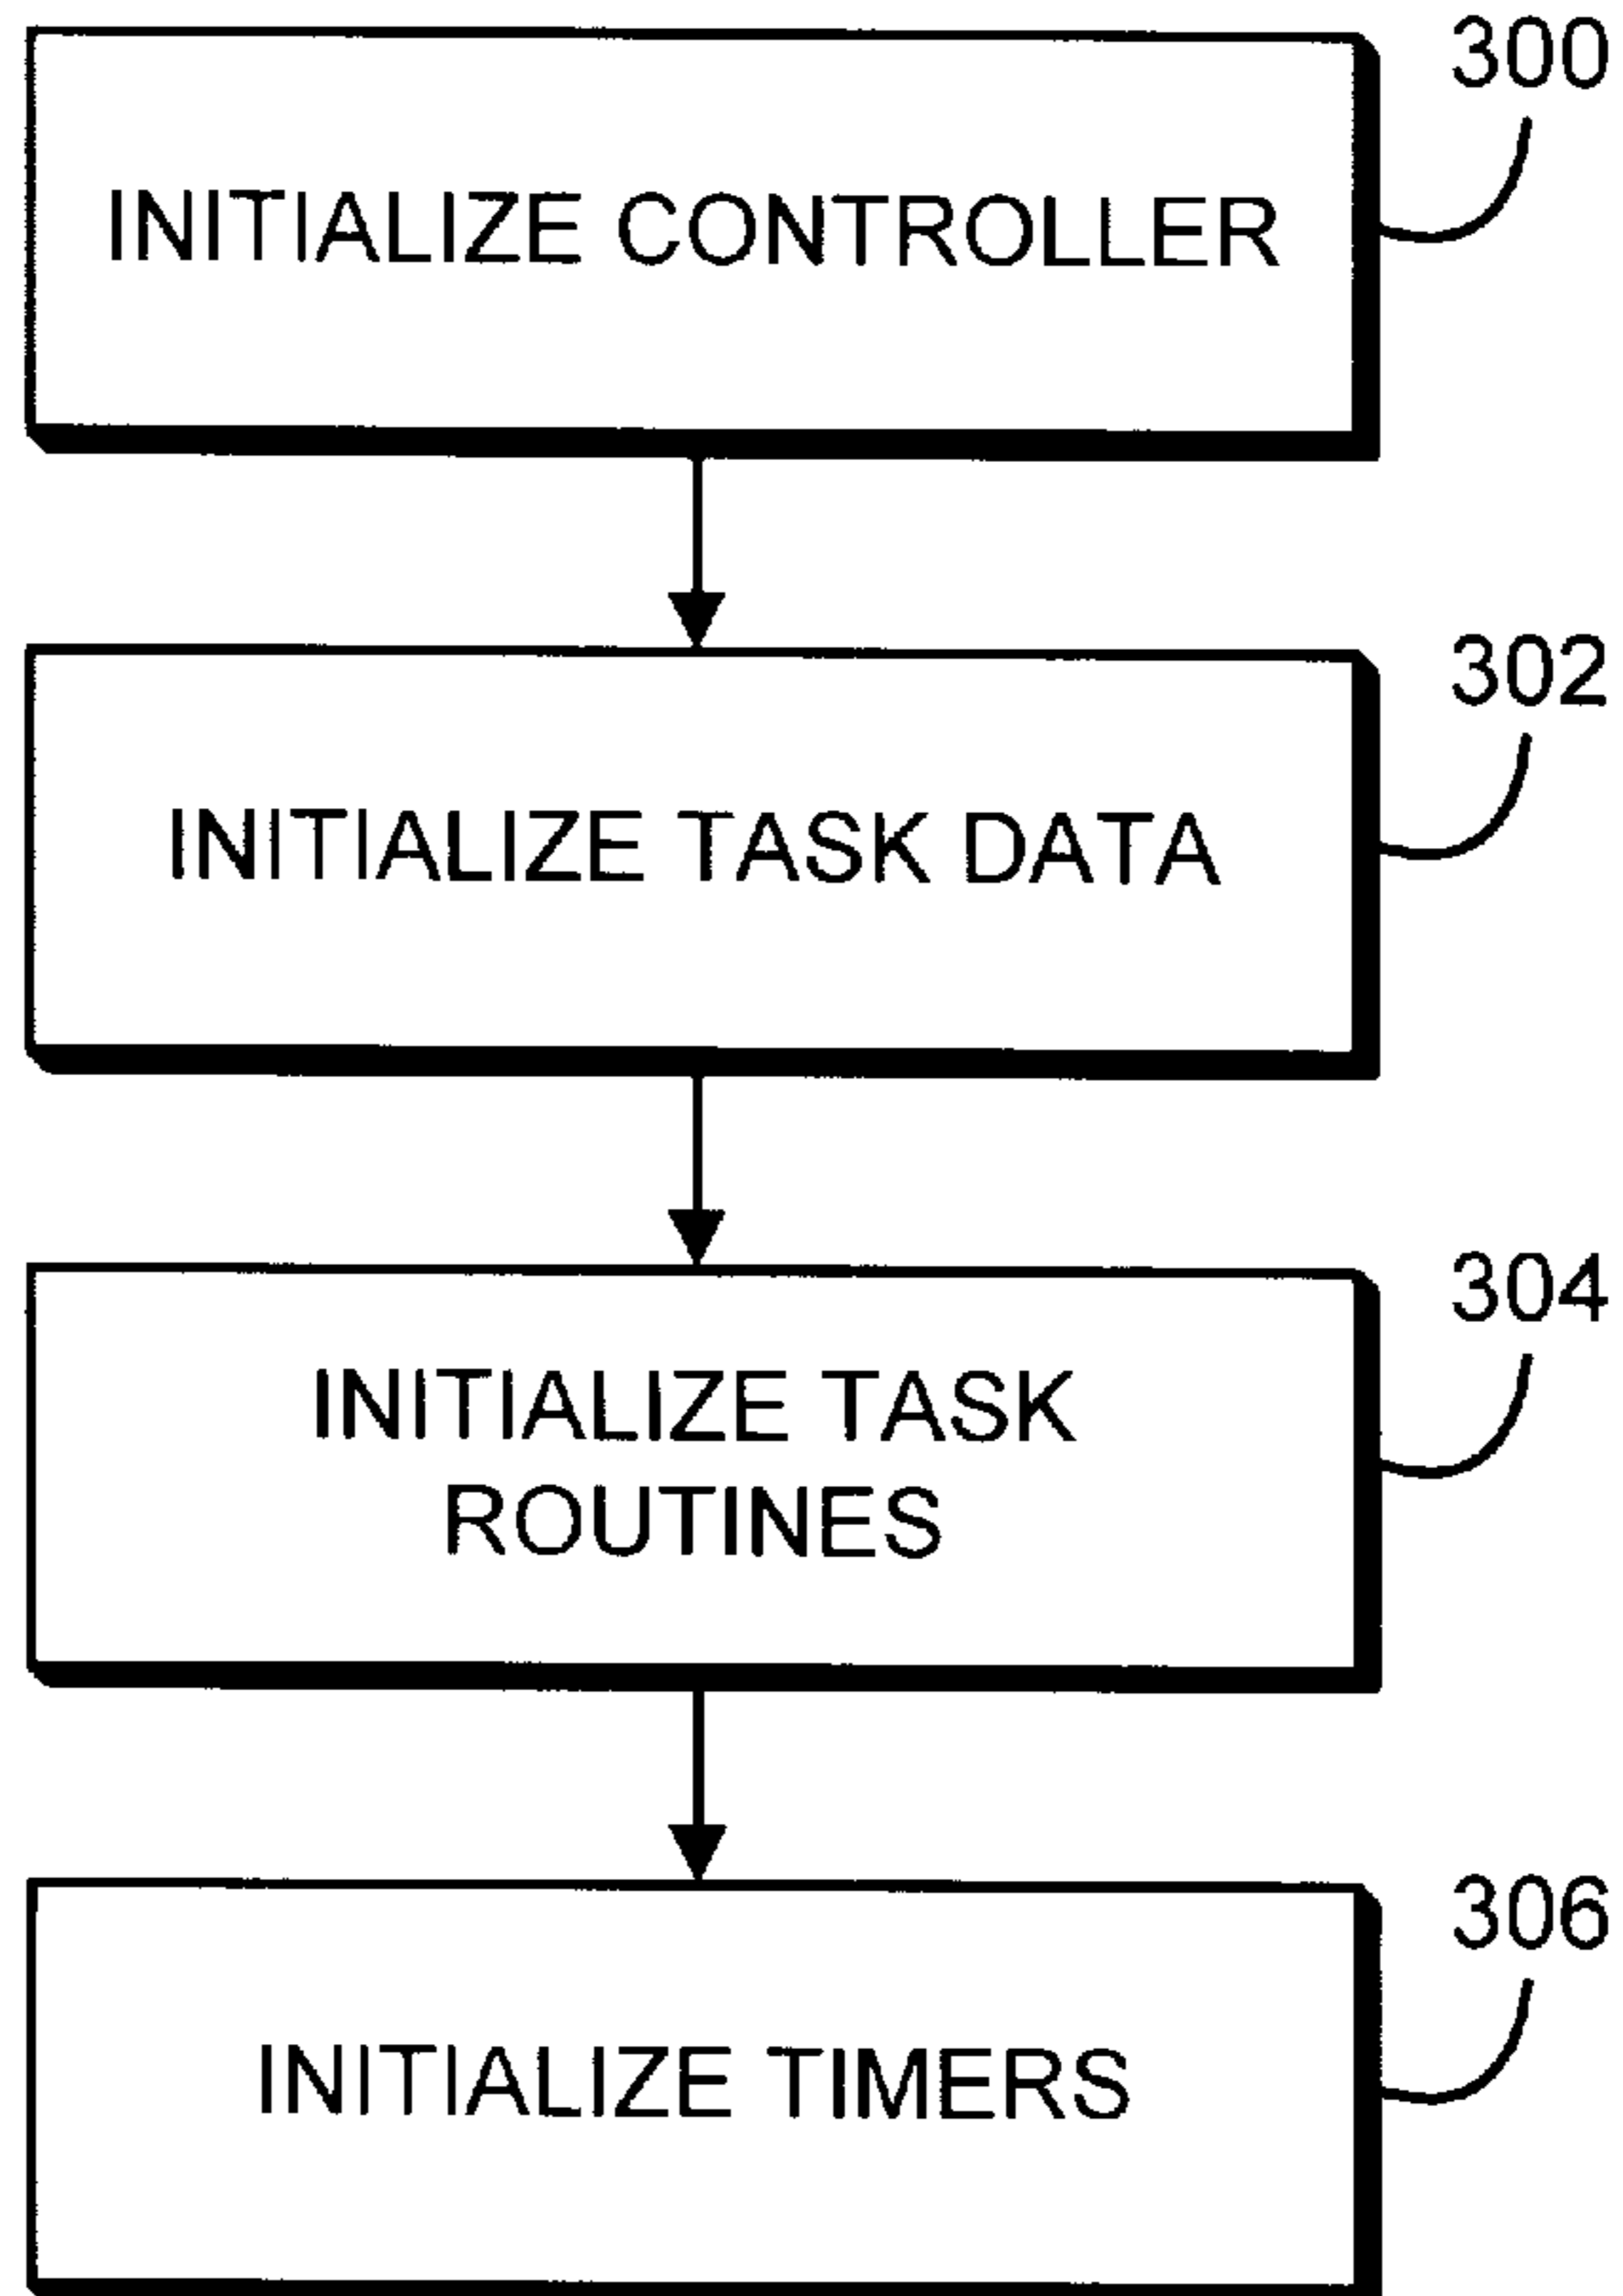 300
INITIALIZE CONTROLLER
302
INITIALIZE TASK DATA
304
INITIALIZE TASK
ROUTINES
306
INITIALIZE TIMERS